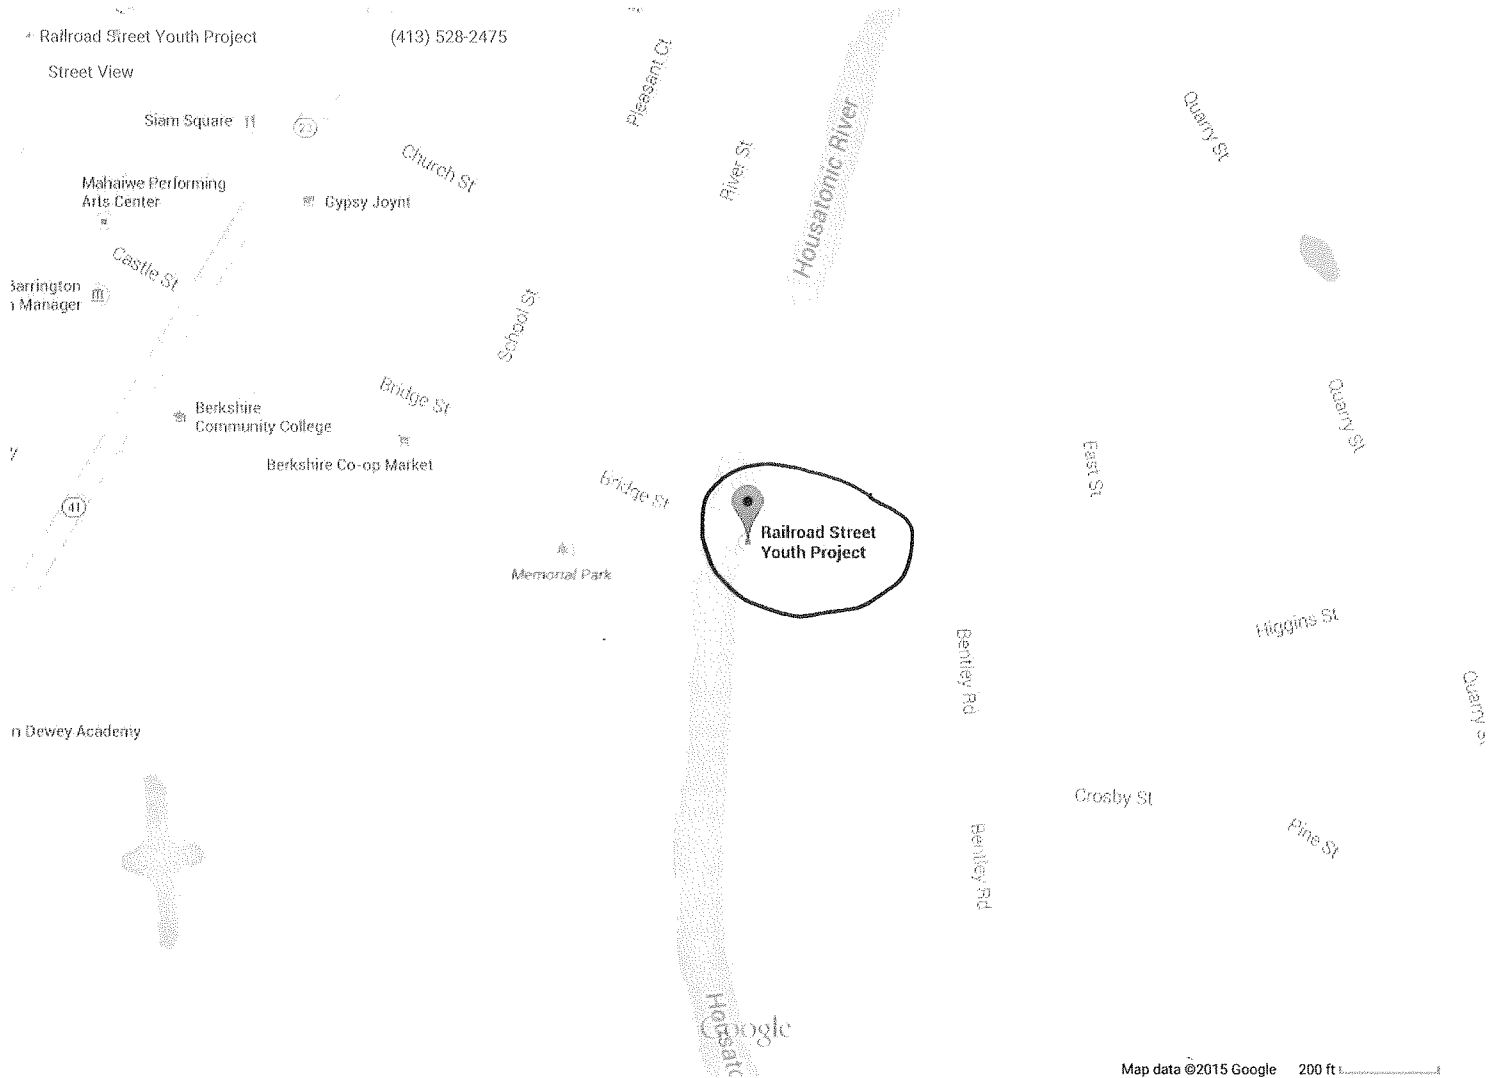 Railroad Street Youth Project
(413) 528-2475
Street View
Siam Square
23
Church St
Pleasant Ct
River St
Housatonic River
Quarry St
Mahaiwe Performing
Arts Center
Gypsy Joynt
Castle St
Barrington
n Manager
School St
Bridge St
Berkshire
Community College
Berkshire Co-op Market
Quarry St
East St
41
Bridge St
Railroad Street
Youth Project
Memorial Park
Higgins St
Bentley Rd
Quarry St
n Dewey Academy
Crosby St
Pine St
Bentley Rd
Housato
Google
Map data ©2015 Google
200 ft